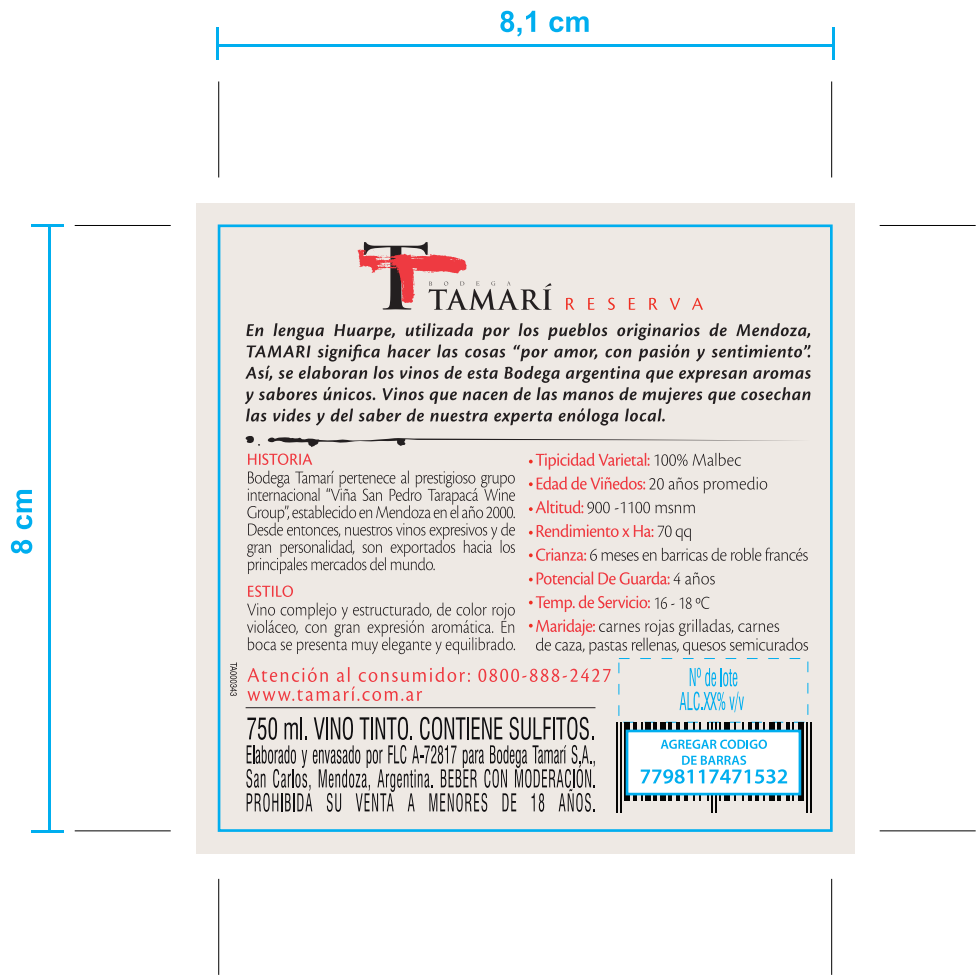 8,1 cm
8 cm
BODEGA
TAMARÍ RESERVA
En lengua Huarpe, utilizada por los pueblos originarios de Mendoza,
TAMARI significa hacer las cosas “por amor, con pasión y sentimiento”.
Así, se elaboran los vinos de esta Bodega argentina que expresan aromas
y sabores únicos. Vinos que nacen de las manos de mujeres que cosechan
las vides y del saber de nuestra experta enóloga local.
HISTORIA
Bodega Tamarí pertenece al prestigioso grupo
internacional “Viña San Pedro Tarapacá Wine
Group”, establecido en Mendoza en el año 2000.
Desde entonces, nuestros vinos expresivos y de
gran personalidad, son exportados hacia los
principales mercados del mundo.
ESTILO
Vino complejo y estructurado, de color rojo
violáceo, con gran expresión aromática. En
boca se presenta muy elegante y equilibrado.
• Tipicidad Varietal: 100% Malbec
• Edad de Viñedos: 20 años promedio
• Altitud: 900 -1100 msnm
• Rendimiento x Ha: 70 qq
• Crianza: 6 meses en barricas de roble francés
• Potencial De Guarda: 4 años
• Temp. de Servicio: 16 - 18 ºC
• Maridaje: carnes rojas grilladas, carnes
de caza, pastas rellenas, quesos semicurados
TA000343
Atención al consumidor: 0800-888-2427
www.tamarí.com.ar
750 ml. VINO TINTO. CONTIENE SULFITOS.
Elaborado y envasado por FLC A-72817 para Bodega Tamarí S,A.,
San Carlos, Mendoza, Argentina. BEBER CON MODERACIÓN.
PROHIBIDA SU VENTA A MENORES DE 18 AÑOS.
Nº de lote
ALC.XX% v/v
AGREGAR CODIGO
DE BARRAS
7798117471532